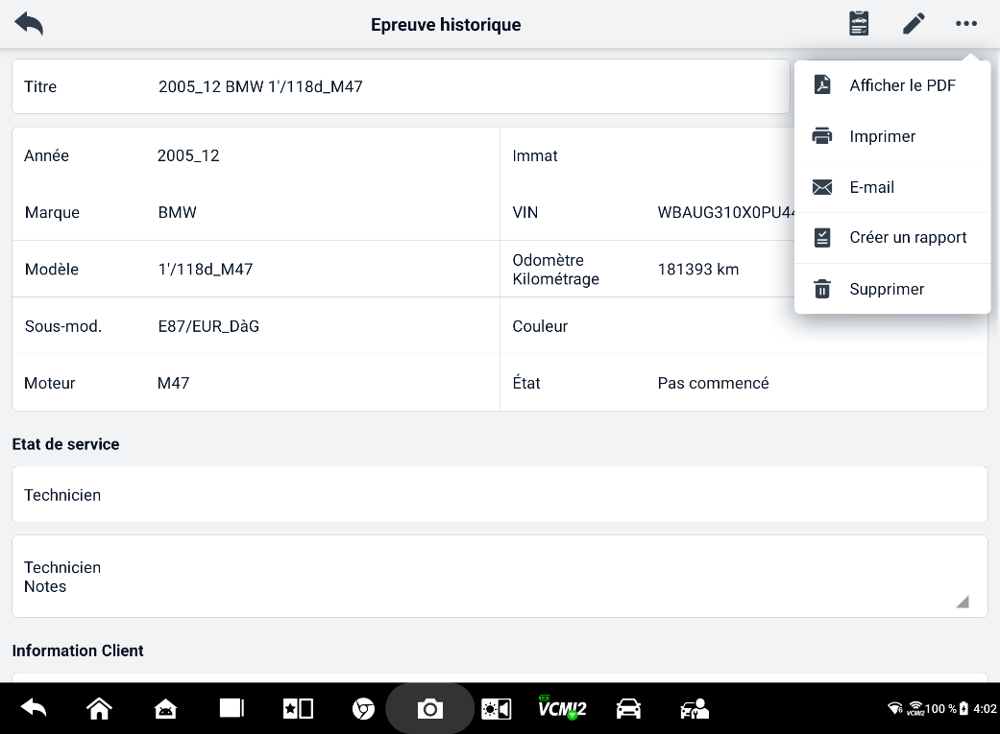 Epreuve historique
Titre 2005_12 BMW 1'/118d_M47
Afficher le PDF
Imprimer
E-mail
Créer un rapport
Supprimer
Année 2005_12 Immat
Marque BMW VIN WBAUG310X0PU4
Modèle 1'/118d_M47 Odomètre
Kilométrage 181393 km
Sous-mod. E87/EUR_DàG Couleur
Moteur M47 État Pas commencé
Etat de service
Technicien
Technicien
Notes
Information Client
VCMI2
6 VCMI2 100 % 4:02